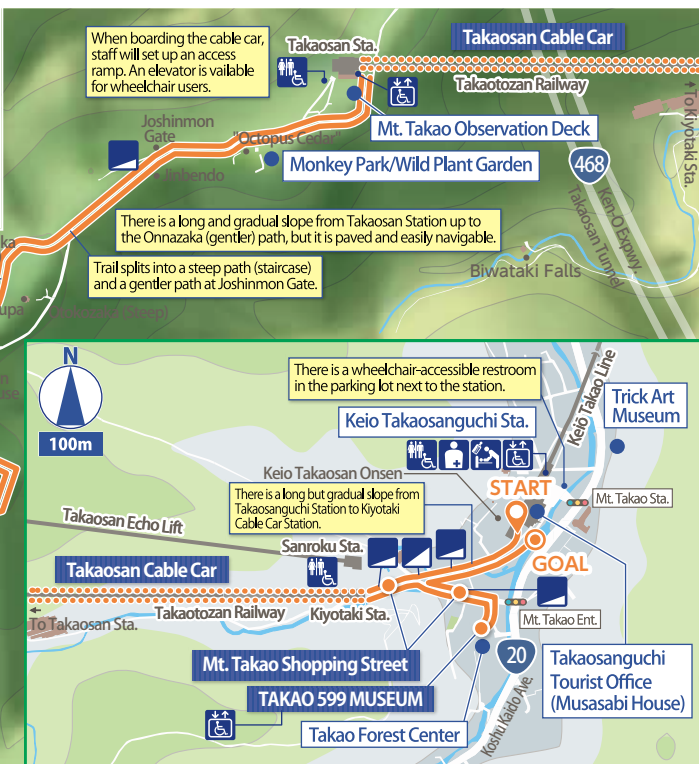 When boarding the cable car,
staff will set up an access
ramp. An elevator is vailable
for wheelchair users.
Takaosan Sta.
Takaosan Cable Car
Takaotozan Railway
To Kiyotaki Sta.
Mt. Takao Observation Deck
Joshinmon
Gate
"Octopus Cedar"
Monkey Park/Wild Plant Garden
468
Ken-O Expwy.
Takaosan Tunnel
Jinbendo
There is a long and gradual slope from Takaosan Station up to
the Onnazaka (gentler) path, but it is paved and easily navigable.
Trail splits into a steep path (staircase)
and a gentler path at Joshinmon Gate.
Biwataki Falls
(Steep)
N
100m
There is a wheelchair-accessible restroom
in the parking lot next to the station.
Keio Takao Line
Trick Art
Museum
Keio Takaosanguchi Sta.
Keio Takaosan Onsen
START
Mt. Takao Sta.
There is a long but gradual slope from
Takaosanguchi Station to Kiyotaki
Cable Car Station.
Takaosan Echo Lift
Sanroku Sta.
GOAL
Takaosan Cable Car
Takaotozan Railway
Kiyotaki Sta.
To Takaosan Sta.
Mt. Takao Ent.
Mt. Takao Shopping Street
20
TAKAO 599 MUSEUM
Takaosanguchi
Tourist Office
(Musasabi House)
Takao Forest Center
Koshu Kaido Ave.